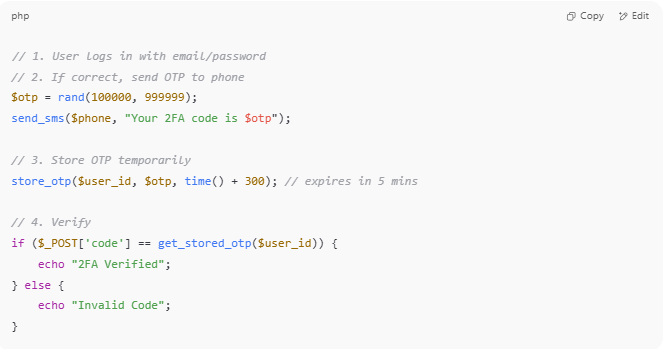 php
Copy
Edit
// 1. User logs in with email/password
// 2. If correct, send OTP to phone
$otp = rand(100000, 999999);
send_sms($phone, "Your 2FA code is $otp");
// 3. Store OTP temporarily
store_otp($user_id, $otp, time() + 300); // expires in 5 mins
// 4. Verify
if ($_POST['code'] == get_stored_otp($user_id)) {
    echo "2FA Verified";
} else {
    echo "Invalid Code";
}